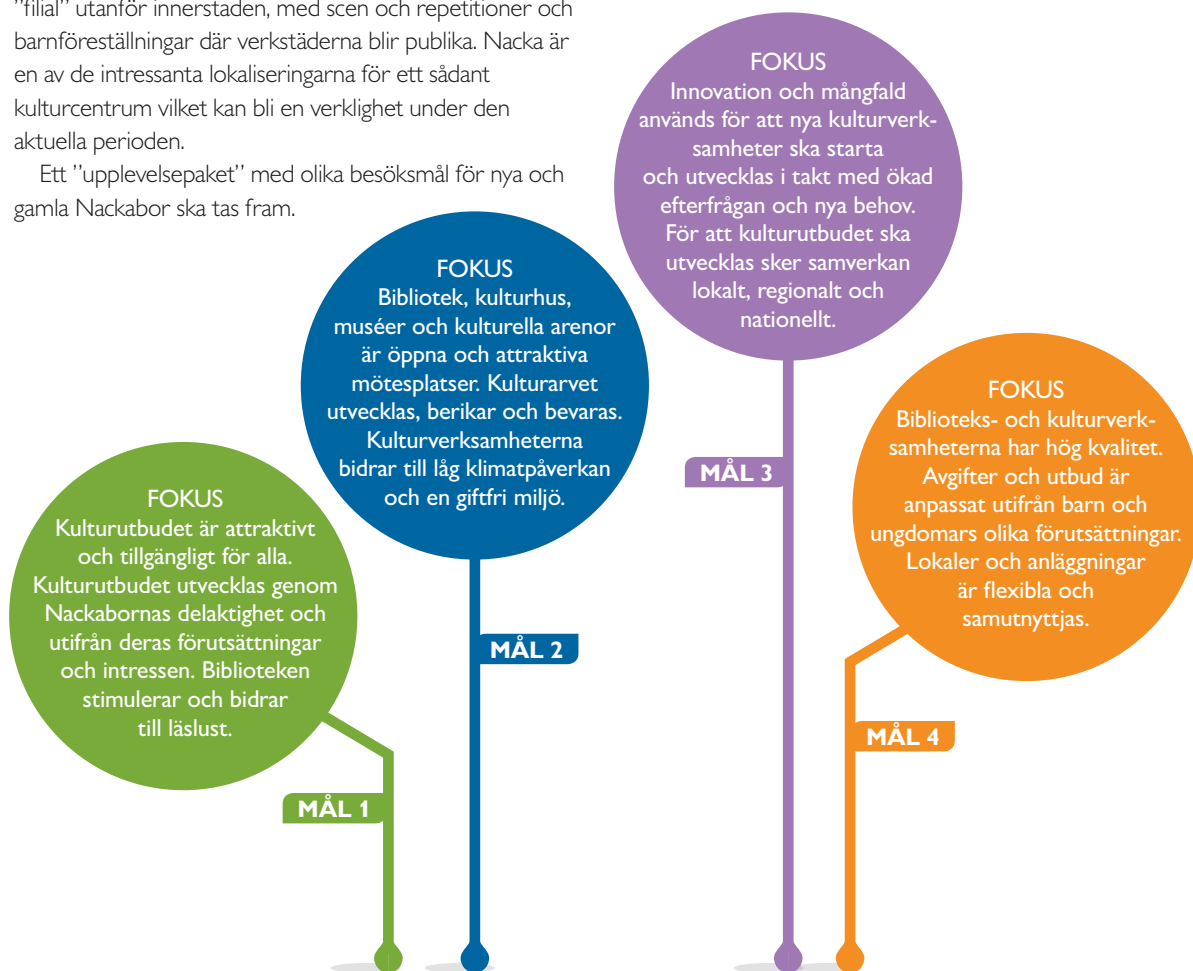 ”filial” utanför innerstaden, med scen och repetitioner och
barnföreställningar där verkstäderna blir publika. Nacka är
en av de intressanta lokaliseringarna för ett sådant
kulturcentrum vilket kan bli en verklighet under den
aktuella perioden.
Ett ”upplevelsepaket” med olika besöksmål för nya och
gamla Nackabor ska tas fram.
FOKUS
Kulturutbudet är attraktivt
och tillgängligt för alla.
Kulturutbudet utvecklas genom
Nackabornas delaktighet och
utifrån deras förutsättningar
och intressen. Biblioteken
stimulerar och bidrar
till läslust.
MÅL 1
FOKUS
Bibliotek, kulturhus,
muséer och kulturella arenor
är öppna och attraktiva
mötesplatser. Kulturarvet
utvecklas, berikar och bevaras.
Kulturverksamheterna
bidrar till låg klimatpåverkan
och en giftfri miljö.
MÅL 2
FOKUS
Innovation och mångfald
används för att nya kulturverk-
samheter ska starta
och utvecklas i takt med ökad
efterfrågan och nya behov.
För att kulturutbudet ska
utvecklas sker samverkan
lokalt, regionalt och
nationellt.
MÅL 3
FOKUS
Biblioteks- och kulturverk-
samheterna har hög kvalitet.
Avgifter och utbud är
anpassat utifrån barn och
ungdomars olika förutsättningar.
Lokaler och anläggningar
är flexibla och
samutnyttjas.
MÅL 4